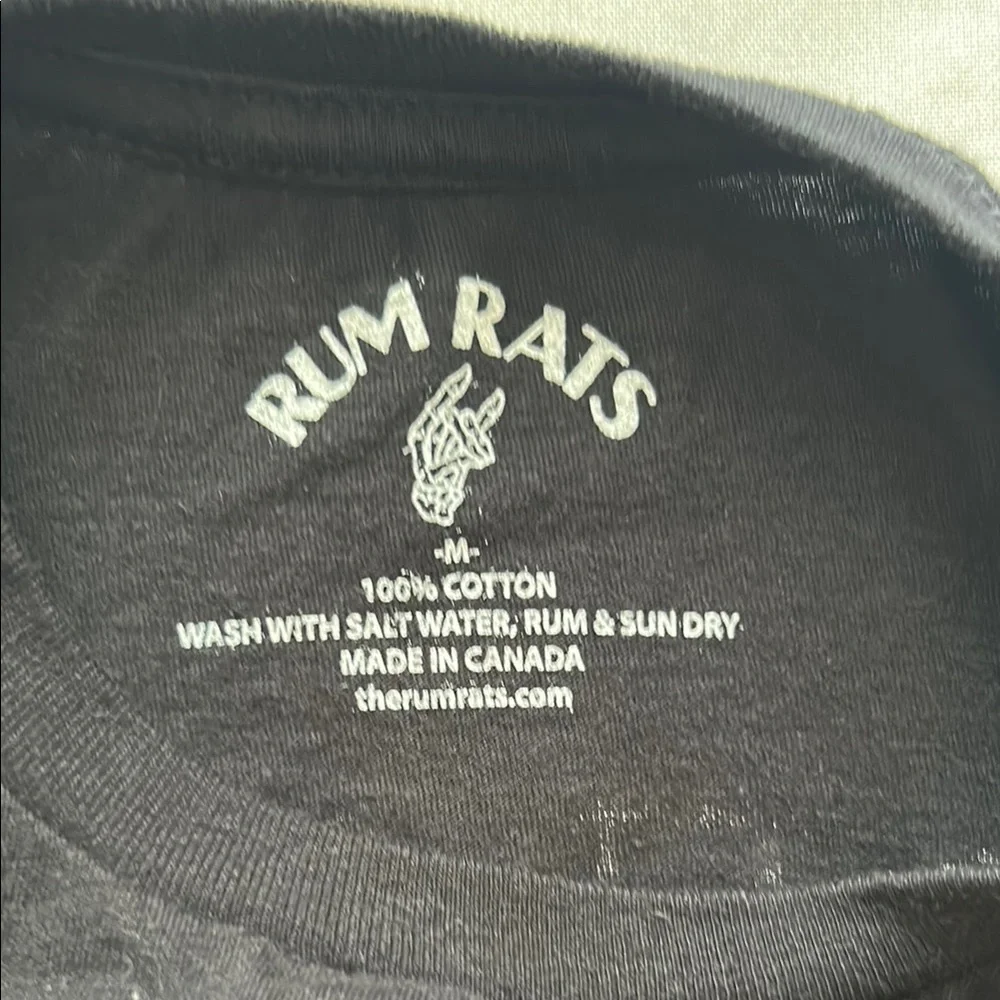 RUM RATS
-M-
100% COTTON
WASH WITH SALT WATER, RUM & SUN DRY
MADE IN CANADA
therumrats.com